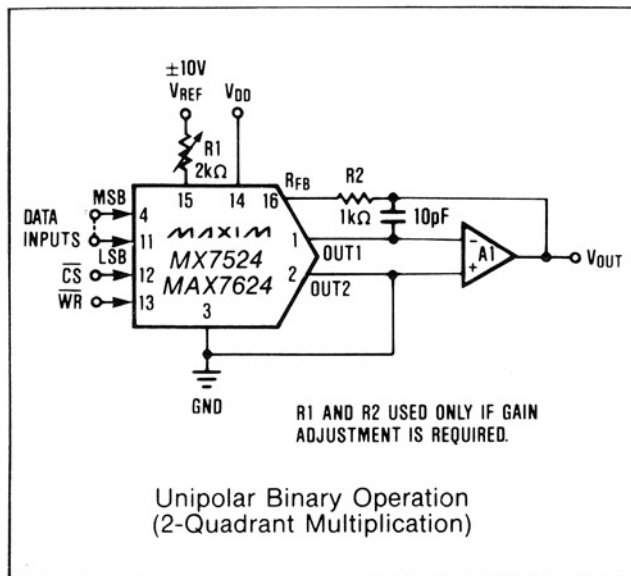 ±10V
VREF
VDD
R1
2kΩ
RFB
R2
1kΩ
10pF
15
14
16
MSB
DATA
INPUTS
LSB
4
11
CS
12
WR
13
MAXIM
MX7524
MAX7624
1
2
3
OUT1
OUT2
-
+
A1
VOUT
GND
R1 AND R2 USED ONLY IF GAIN
ADJUSTMENT IS REQUIRED.
Unipolar Binary Operation
(2-Quadrant Multiplication)